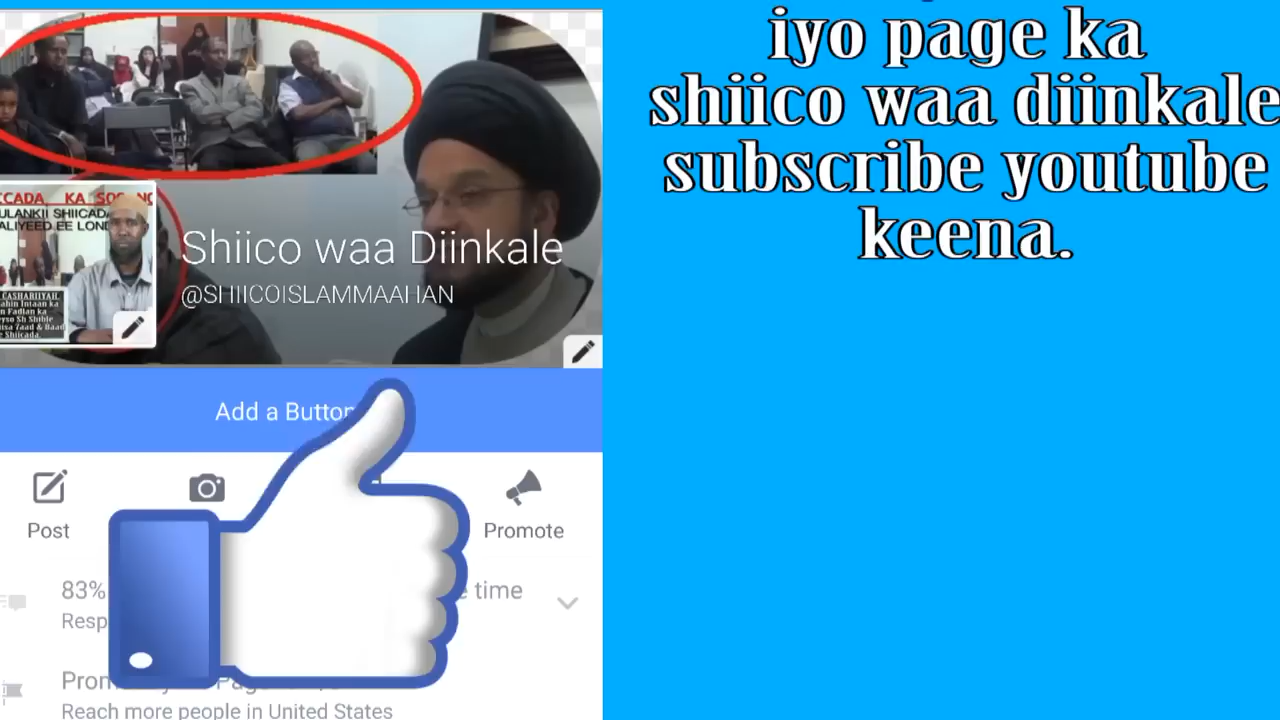 iyo page ka
shiico waa diinkale
subscribe youtube
keena.
Shiico waa Diinkale
@SHIICOISLAMMAAHAN
CASHARIIYAH,
Add a Button
Post
Promote
83%
time
Resp
Reach more people in United States